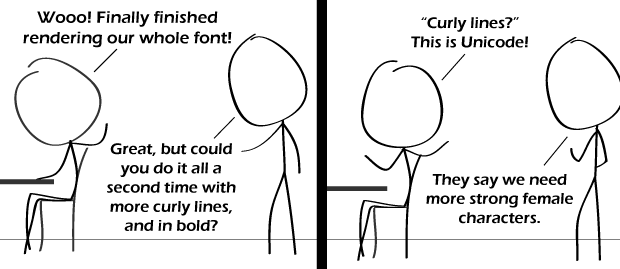 Wooo! Finally finished
rendering our whole font!
Great, but could
you do it all a
second time with
more curly lines,
and in bold?
“Curly lines?”
This is Unicode!
They say we need
more strong female
characters.